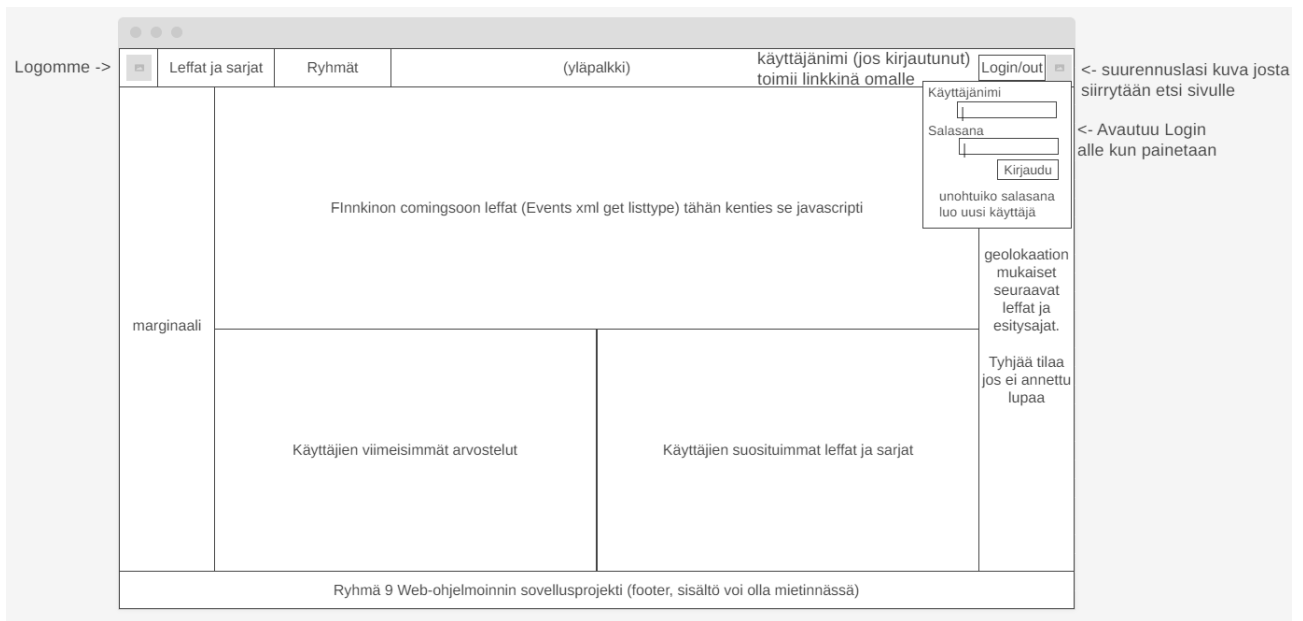 Logomme ->
Leffat ja sarjat
Ryhmät
(yläpalkki)
käyttäjänimi (jos kirjautunut)
toimii linkkinä omalle
Login/out
<- suurennuslasi kuva josta
siirrytään etsi sivulle
Käyttäjänimi
Salasana
Kirjaudu
unohtuiko salasana
luo uusi käyttäjä
<- Avautuu Login
alle kun painetaan
FInnkinon comingsoon leffat (Events xml get listtype) tähän kenties se javascripti
geolokaation
mukaiset
seuraavat
leffat ja
esitysajat.
Tyhjää tilaa
jos ei annettu
lupaa
marginaali
Käyttäjien viimeisimmät arvostelut
Käyttäjien suosituimmat leffat ja sarjat
Ryhmä 9 Web-ohjelmoinnin sovellusprojekti (footer, sisältö voi olla mietinnässä)